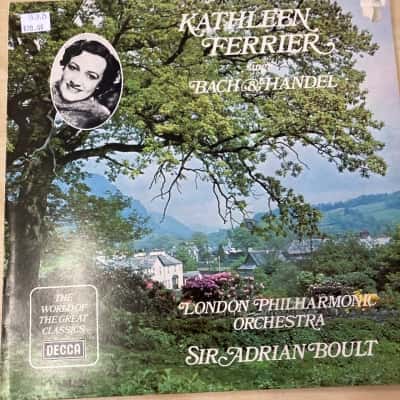 KATHLEEN
FERRIER
sings
BACH & HANDEL
THE
WORLD OF
THE GREAT
CLASSICS
DECCA
LONDON PHILHARMONIC
ORCHESTRA
SIR ADRIAN BOULT